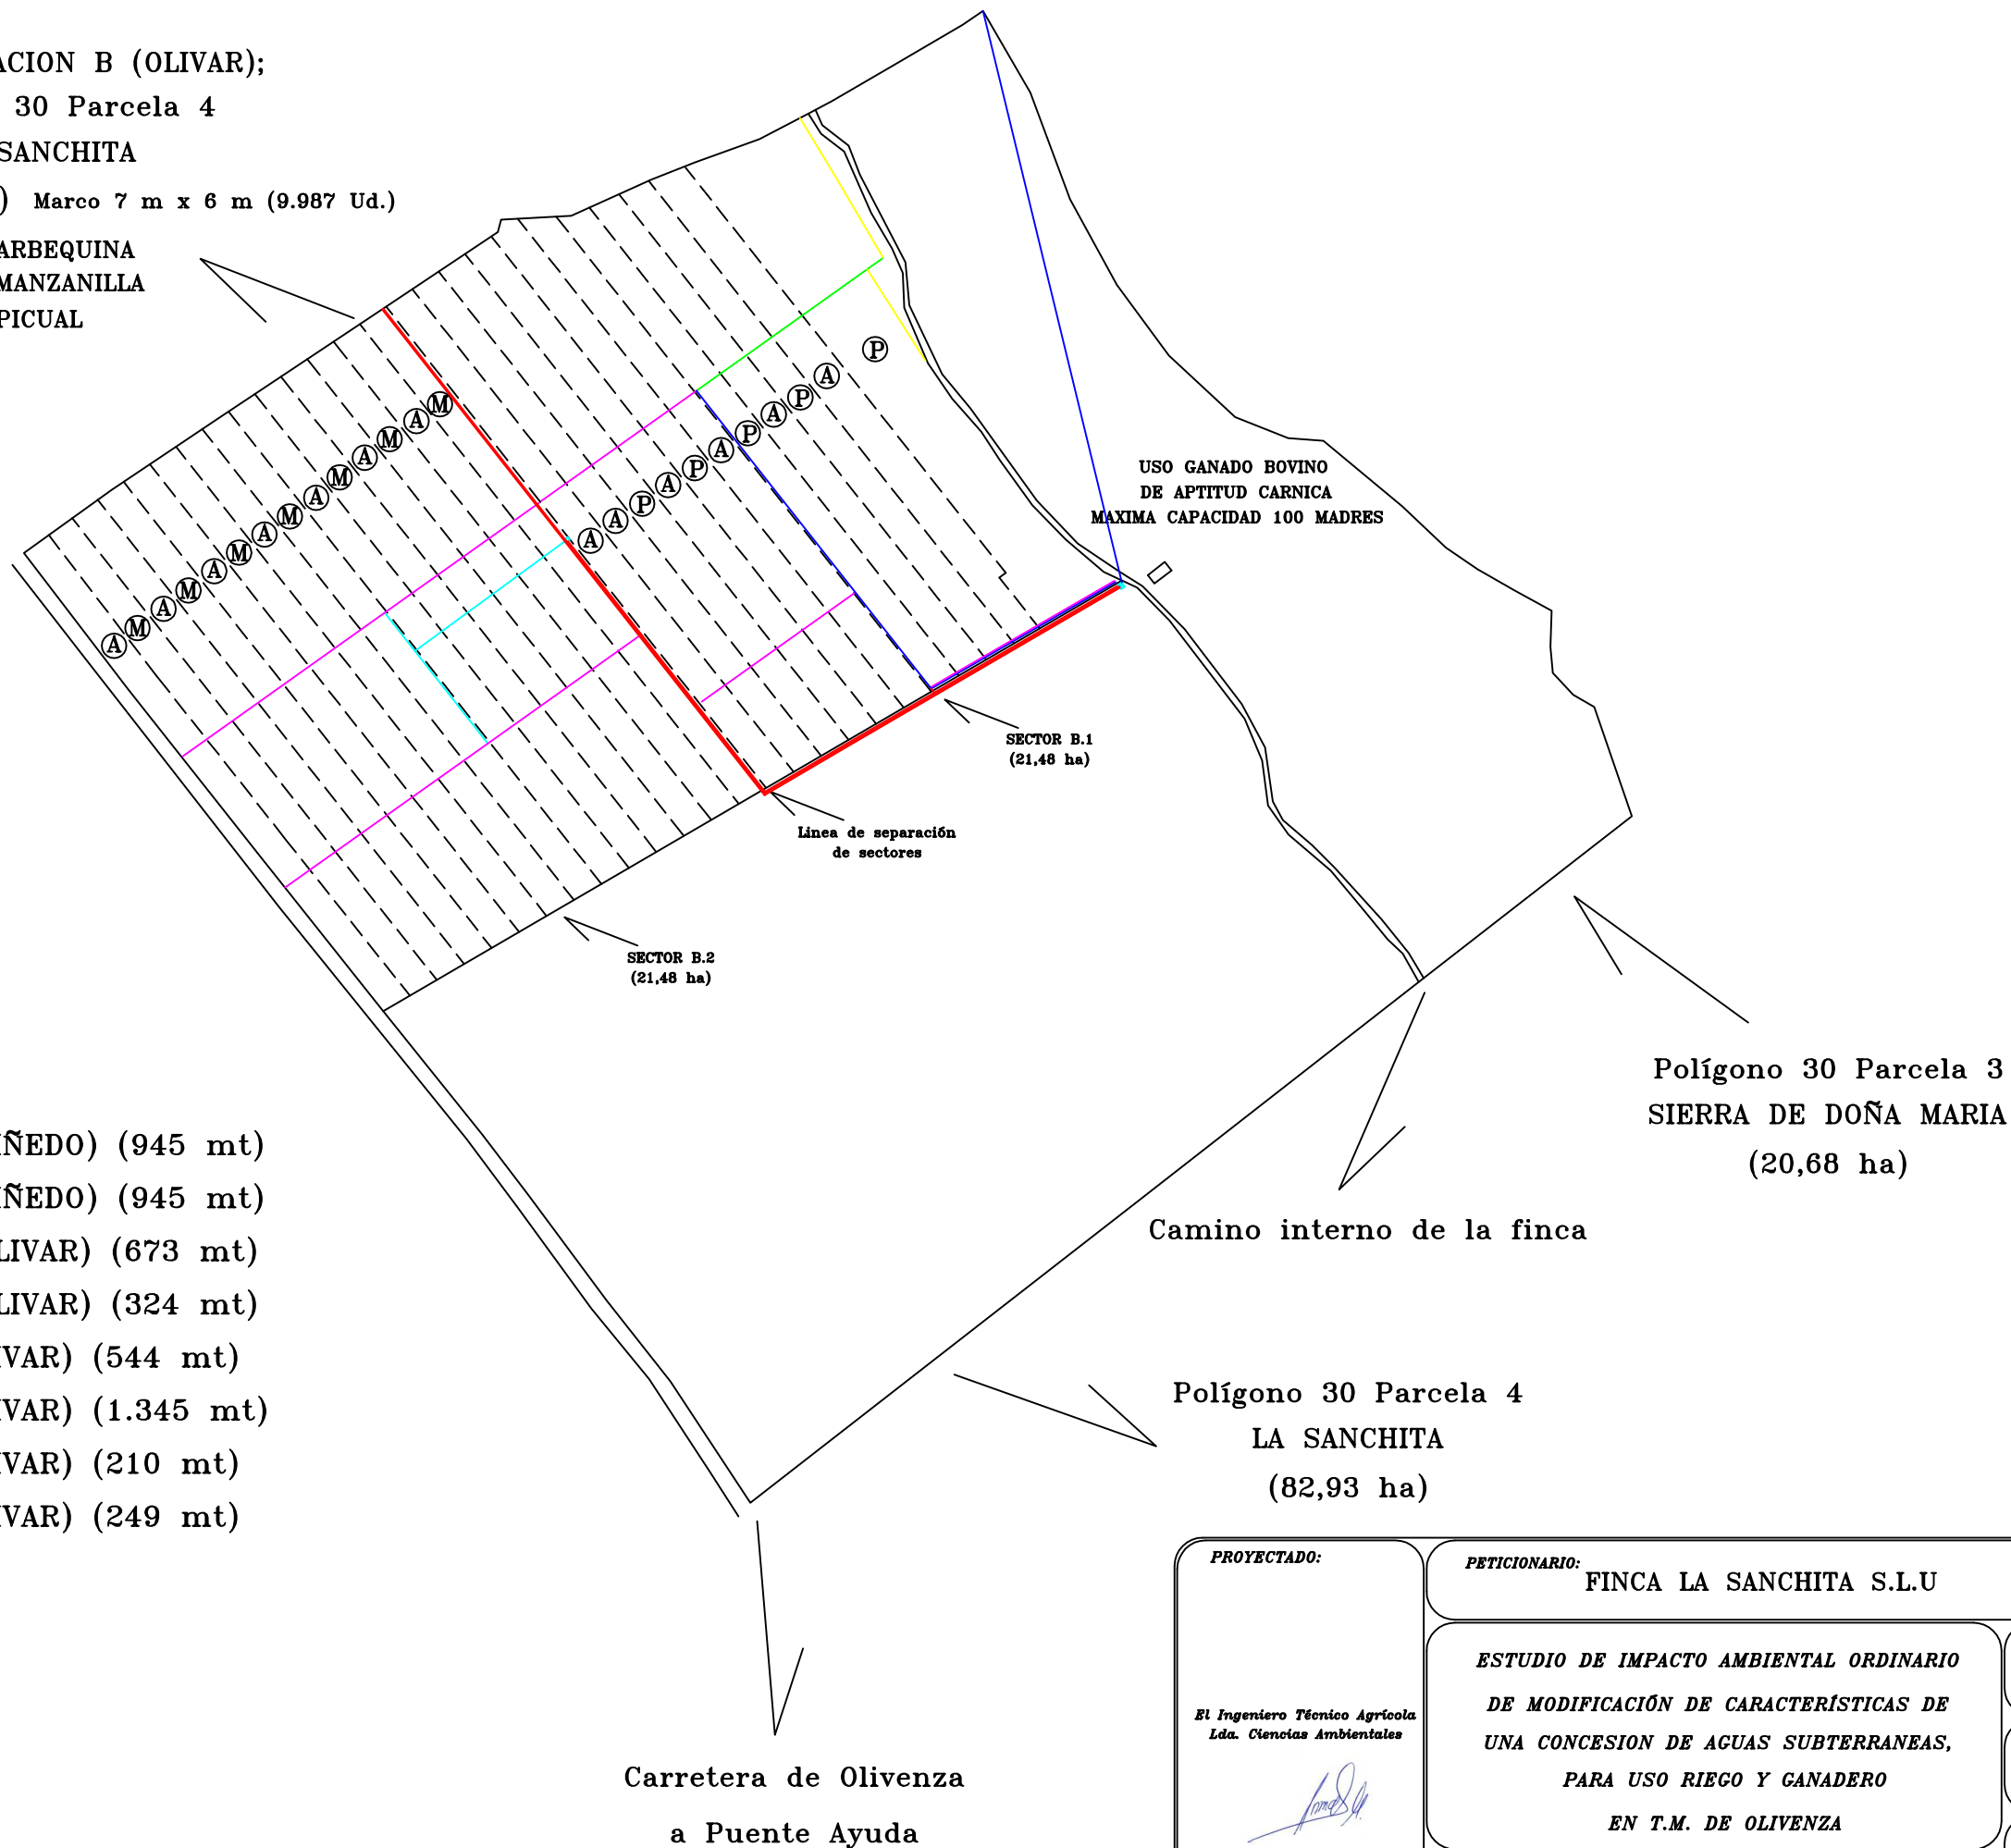 ACION B (OLIVAR);
30 Parcela 4
SANCHITA
) Marco 7 m x 6 m (9.987 Ud.)
ARBEQUINA
MANZANILLA
PICUAL
A M A M A M A M A M A M A M
A A P A P A P A P A P
USO GANADO BOVINO
DE APTITUD CARNICA
MAXIMA CAPACIDAD 100 MADRES
SECTOR B.1
(21,48 ha)
Linea de separación
de sectores
SECTOR B.2
(21,48 ha)
Polígono 30 Parcela 3
SIERRA DE DOÑA MARIA
(20,68 ha)
IÑEDO) (945 mt)
IÑEDO) (945 mt)
LIVAR) (673 mt)
LIVAR) (324 mt)
IVAR) (544 mt)
IVAR) (1.345 mt)
IVAR) (210 mt)
IVAR) (249 mt)
Camino interno de la finca
Polígono 30 Parcela 4
LA SANCHITA
(82,93 ha)
Carretera de Olivenza
a Puente Ayuda
PROYECTADO:
El Ingeniero Técnico Agrícola
Lda. Ciencias Ambientales
PETICIONARIO:
FINCA LA SANCHITA S.L.U
ESTUDIO DE IMPACTO AMBIENTAL ORDINARIO
DE MODIFICACIÓN DE CARACTERÍSTICAS DE
UNA CONCESION DE AGUAS SUBTERRANEAS,
PARA USO RIEGO Y GANADERO
EN T.M. DE OLIVENZA